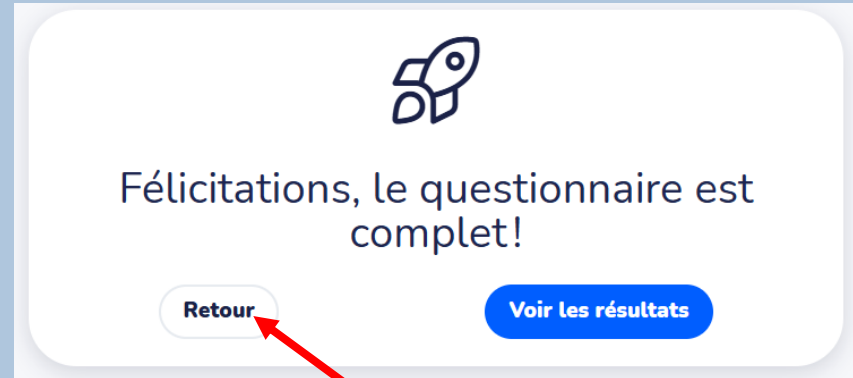 Félicitations, le questionnaire est
complet!
Retour
Voir les résultats